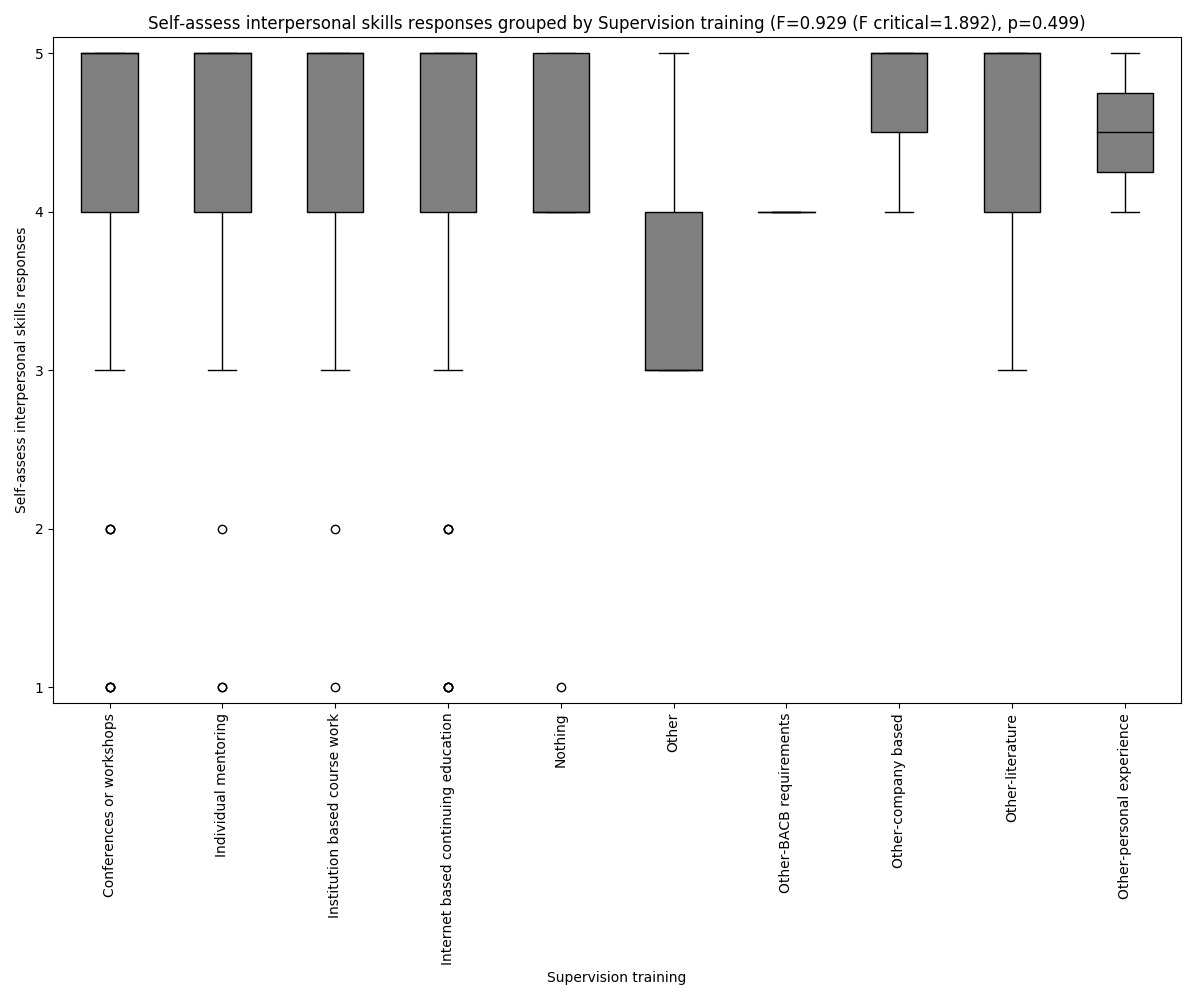 Self-assess interpersonal skills responses grouped by Supervision training (F=0.929 (F critical=1.892), p=0.499)
Self-assess interpersonal skills responses
5
4
3
2
1
Conferences or workshops
Individual mentoring
Institution based course work
Internet based continuing education
Nothing
Other
Other-BACB requirements
Other-company based
Other-literature
Other-personal experience
Supervision training